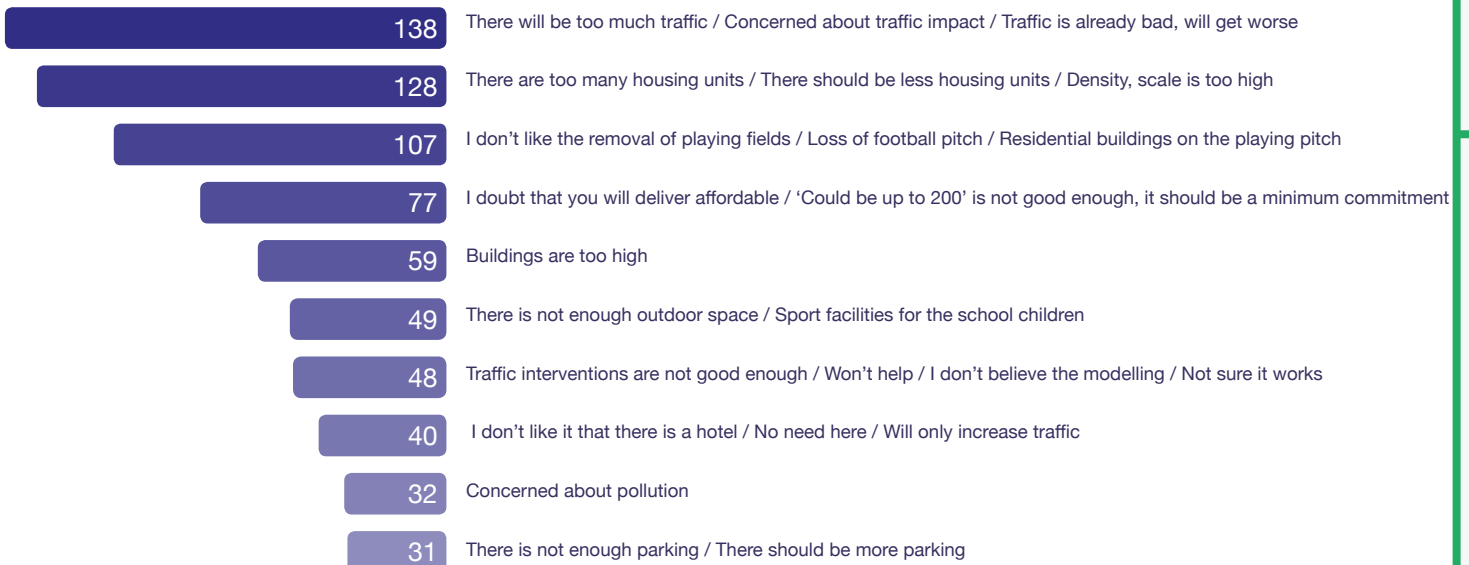 138 There will be too much traffic / Concerned about traffic impact / Traffic is already bad, will get worse
128 There are too many housing units / There should be less housing units / Density, scale is too high
107 I don’t like the removal of playing fields / Loss of football pitch / Residential buildings on the playing pitch
77 I doubt that you will deliver affordable / ‘Could be up to 200’ is not good enough, it should be a minimum commitment
59 Buildings are too high
49 There is not enough outdoor space / Sport facilities for the school children
48 Traffic interventions are not good enough / Won’t help / I don’t believe the modelling / Not sure it works
40 I don’t like it that there is a hotel / No need here / Will only increase traffic
32 Concerned about pollution
31 There is not enough parking / There should be more parking